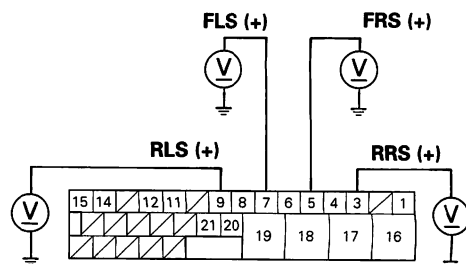 FLS (+) FRS (+)
V V
RLS (+) RRS (+)
V V
15 14 12 11 9 8 7 6 5 4 3 1
21 20
19 18 17 16